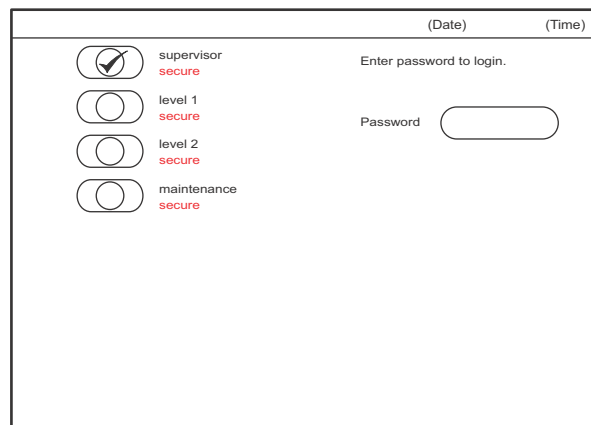 (Date) (Time)
supervisor
secure
Enter password to login.
level 1
secure
Password
level 2
secure
maintenance
secure